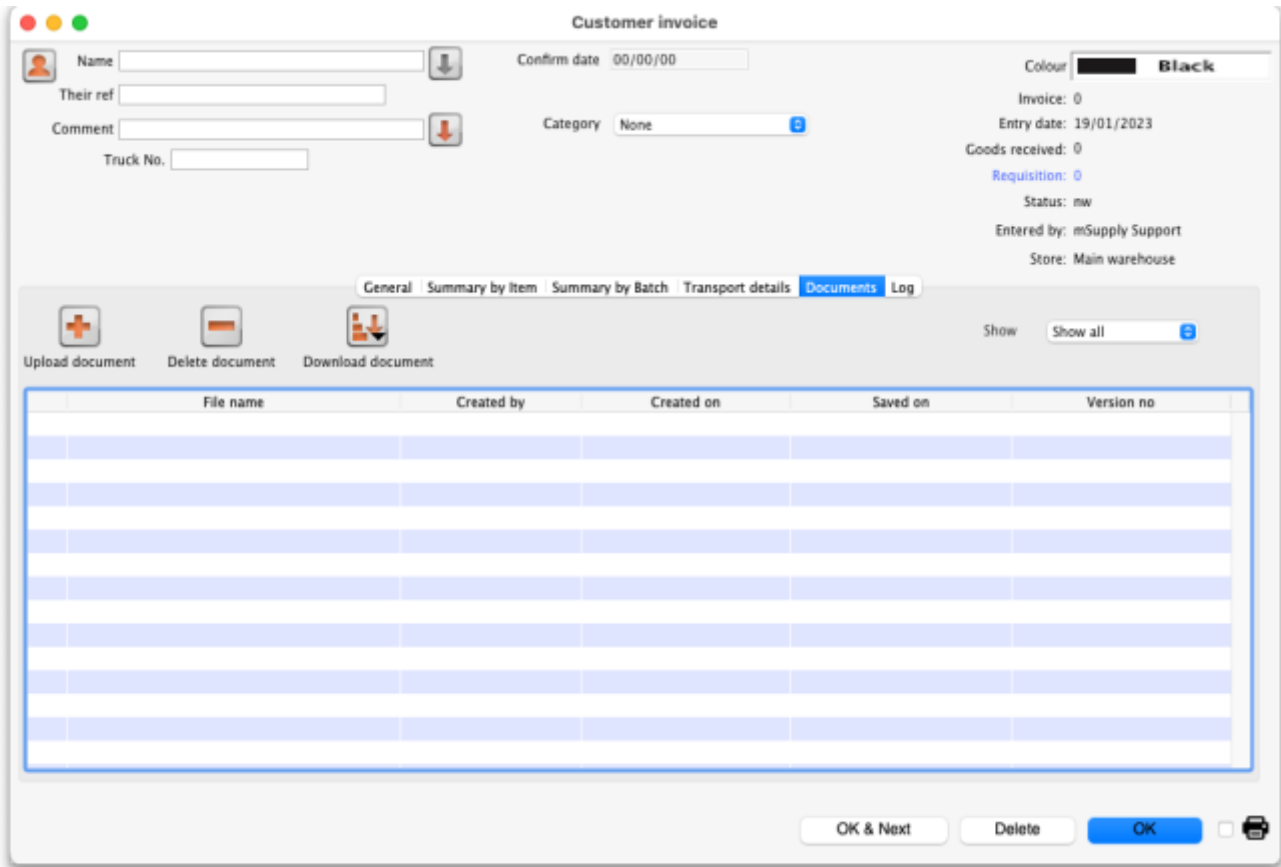 Customer invoice
Name
Confirm date 00/00/00
Colour Black
Their ref
Invoice: 0
Comment
Category None
Entry date: 19/01/2023
Truck No.
Goods received: 0
Requisition: 0
Status: nw
Entered by: mSupply Support
Store: Main warehouse
General Summary by Item Summary by Batch Transport details Documents Log
Show Show all
Upload document Delete document Download document
File name Created by Created on Saved on Version no
OK & Next Delete OK